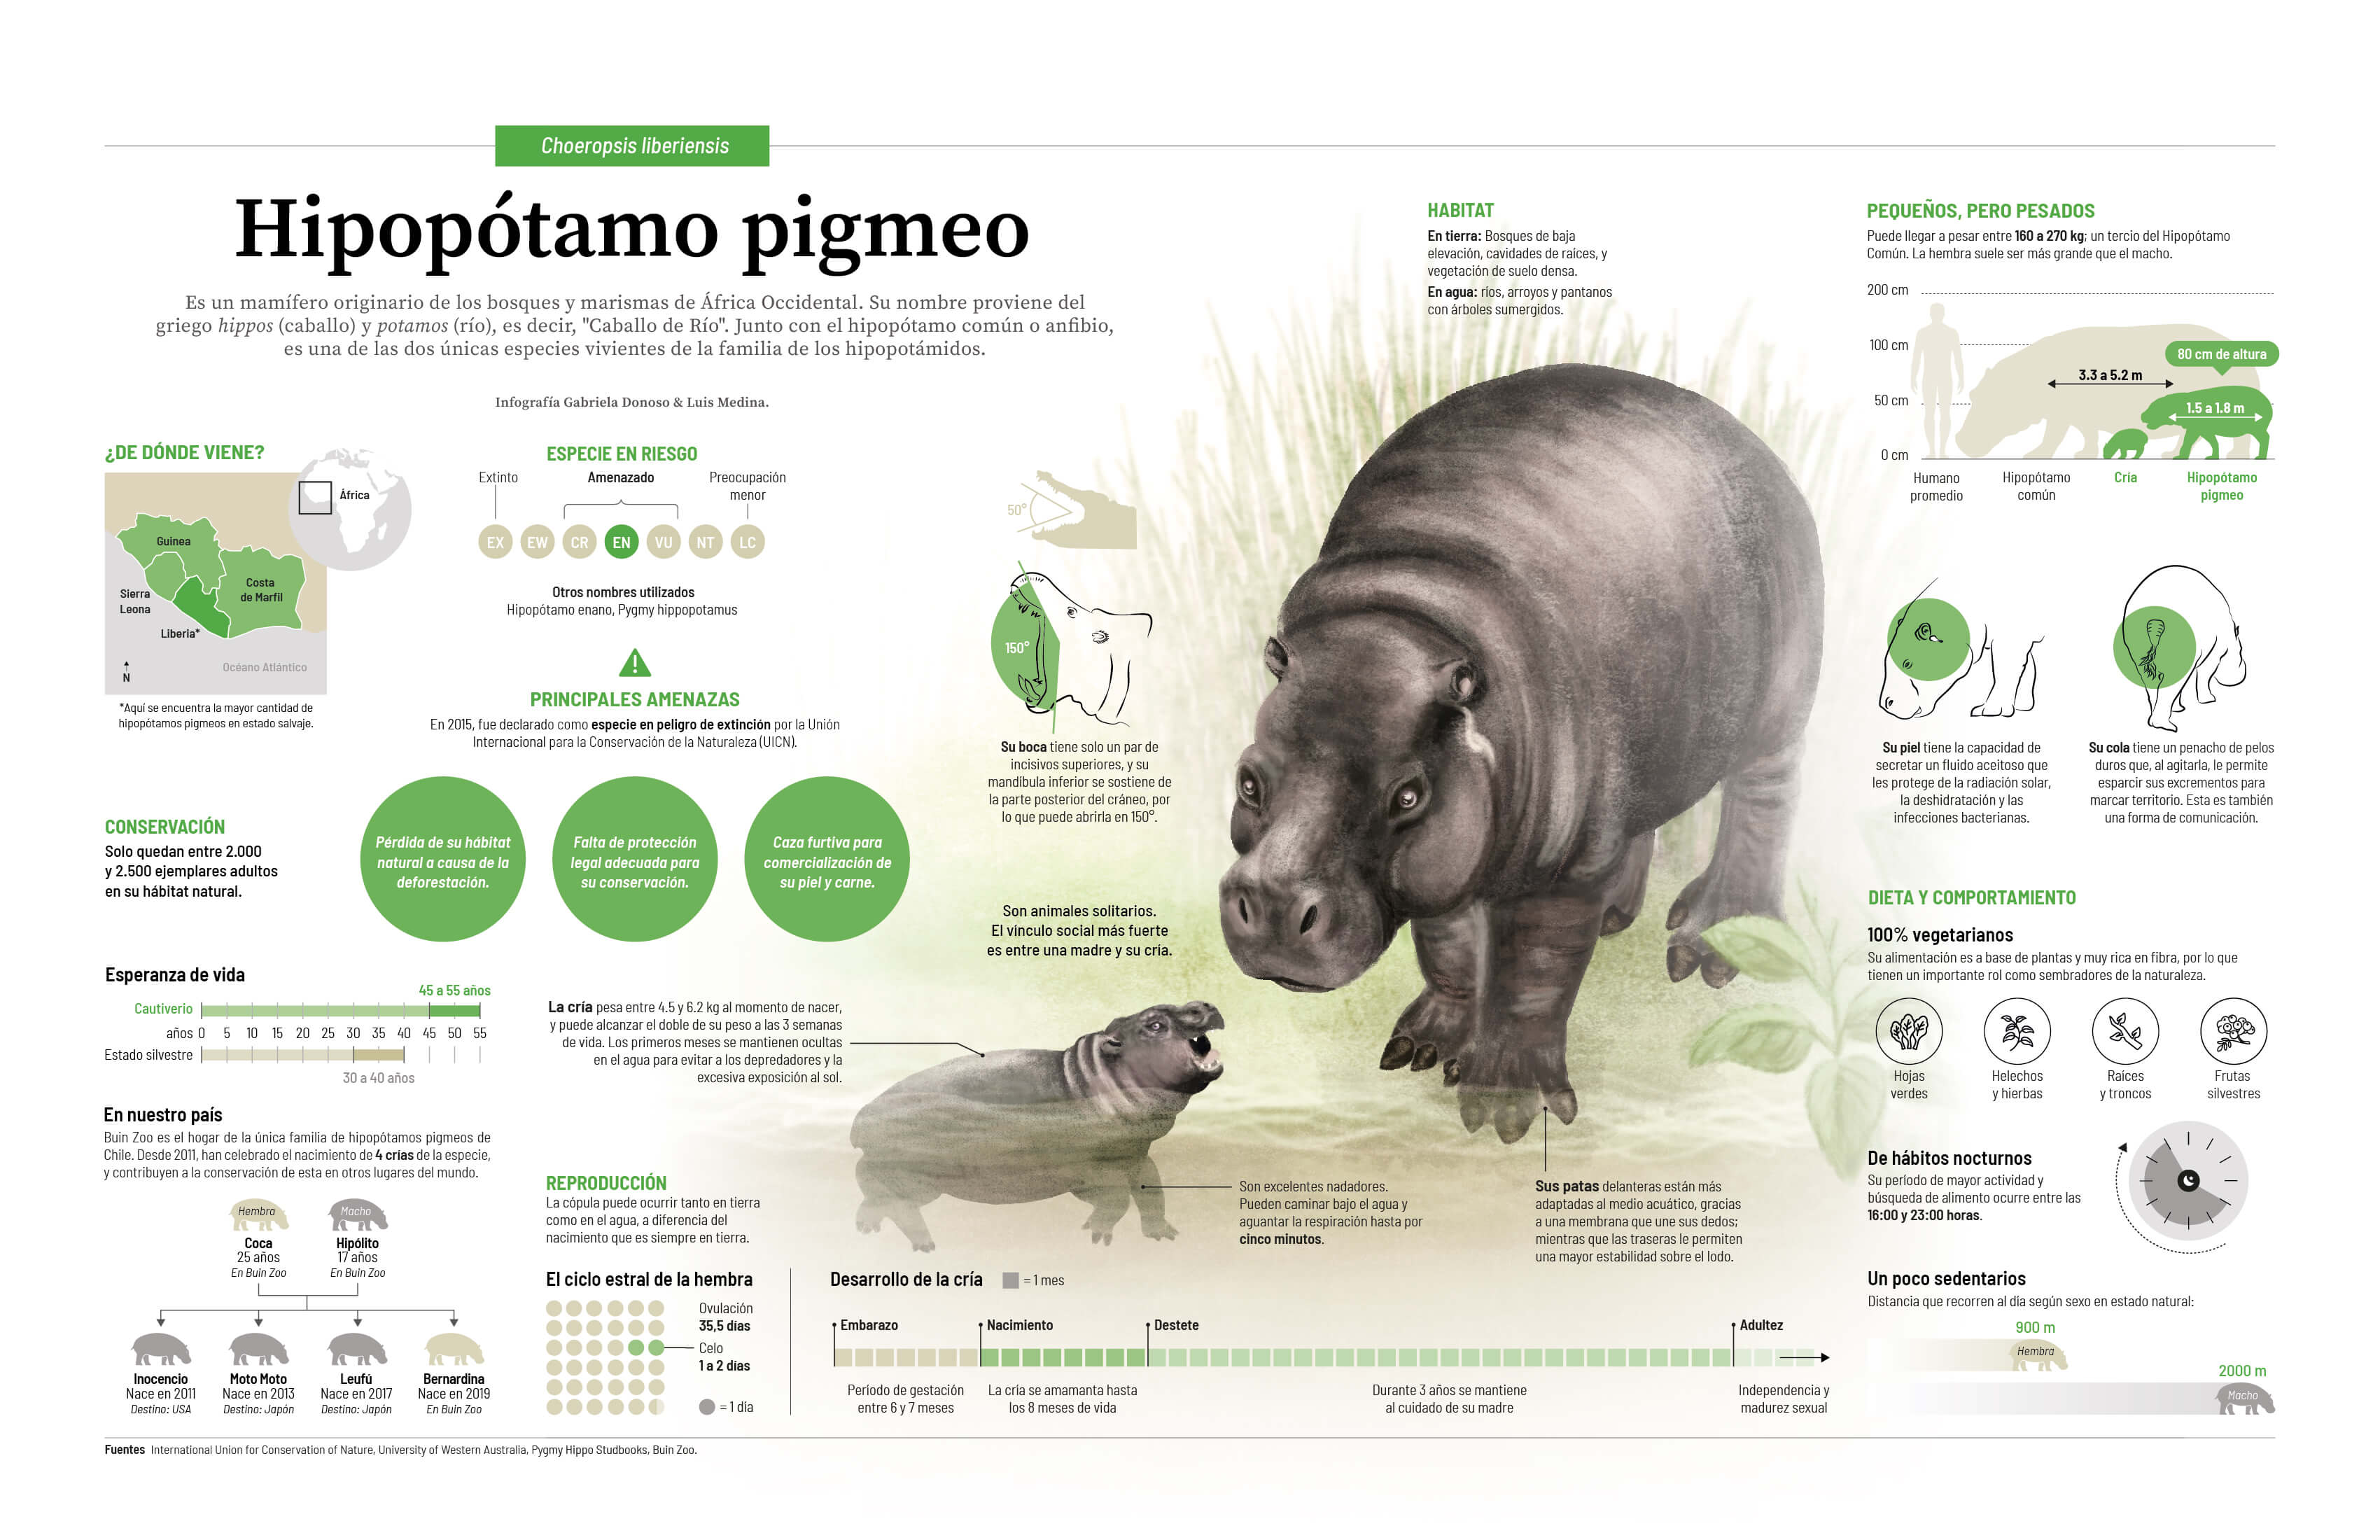 Choeropsis liberiensis
Hipopótamo pigmeo
Es un mamífero originario de los bosques y marismas de África Occidental. Su nombre proviene del
griego hippos (caballo) y potamos (río), es decir, "Caballo de Río". Junto con el hipopótamo común o anfibio,
es una de las dos únicas especies vivientes de la familia de los hipopotámidos.
Infografía Gabriela Donoso & Luis Medina.
¿DE DÓNDE VIENE?
África
Guinea
Costa
de Marfil
Sierra
Leona
Liberia*
Océano Atlántico
N
*Aquí se encuentra la mayor cantidad de
hipopótamos pigmeos en estado salvaje.
ESPECIE EN RIESGO
Extinto
Amenazado
Preocupación
menor
EX EW CR EN VU NT LC
Otros nombres utilizados
Hipopótamo enano, Pygmy hippopotamus
!
PRINCIPALES AMENAZAS
En 2015, fue declarado como especie en peligro de extinción por la Unión
Internacional para la Conservación de la Naturaleza (UICN).
Pérdida de su hábitat
natural a causa de la
deforestación.
Falta de protección
legal adecuada para
su conservación.
Caza furtiva para
comercialización de
su piel y carne.
CONSERVACIÓN
Solo quedan entre 2.000
y 2.500 ejemplares adultos
en su hábitat natural.
Esperanza de vida
45 a 55 años
Cautiverio
años 0 5 10 15 20 25 30 35 40 45 50 55
Estado silvestre
30 a 40 años
En nuestro país
Buin Zoo es el hogar de la única familia de hipopótamos pigmeos de
Chile. Desde 2011, han celebrado el nacimiento de 4 crías de la especie,
y contribuyen a la conservación de esta en otros lugares del mundo.
Hembra
Coca
25 años
En Buin Zoo
Macho
Hipólito
17 años
En Buin Zoo
Inocencio
Nace en 2011
Destino: USA
Moto Moto
Nace en 2013
Destino: Japón
Leufú
Nace en 2017
Destino: Japón
Bernardina
Nace en 2019
En Buin Zoo
La cría pesa entre 4.5 y 6.2 kg al momento de nacer,
y puede alcanzar el doble de su peso a las 3 semanas
de vida. Los primeros meses se mantienen ocultas
en el agua para evitar a los depredadores y la
excesiva exposición al sol.
REPRODUCCIÓN
La cópula puede ocurrir tanto en tierra
como en el agua, a diferencia del
nacimiento que es siempre en tierra.
El ciclo estral de la hembra
Ovulación
35,5 días
Celo
1 a 2 días
= 1 día
50°
150°
Su boca tiene solo un par de
incisivos superiores, y su
mandíbula inferior se sostiene de
la parte posterior del cráneo, por
lo que puede abrirla en 150°.
Son animales solitarios.
El vínculo social más fuerte
es entre una madre y su cría.
HABITAT
En tierra: Bosques de baja
elevación, cavidades de raíces, y
vegetación de suelo densa.
En agua: ríos, arroyos y pantanos
con árboles sumergidos.
Son excelentes nadadores.
Pueden caminar bajo el agua y
aguantar la respiración hasta por
cinco minutos.
Sus patas delanteras están más
adaptadas al medio acuático, gracias
a una membrana que une sus dedos;
mientras que las traseras le permiten
una mayor estabilidad sobre el lodo.
Desarrollo de la cría = 1 mes
Embarazo
Nacimiento
Destete
Adultez
Período de gestación
entre 6 y 7 meses
La cría se amamanta hasta
los 8 meses de vida
Durante 3 años se mantiene
al cuidado de su madre
Independencia y
madurez sexual
PEQUEÑOS, PERO PESADOS
Puede llegar a pesar entre 160 a 270 kg; un tercio del Hipopótamo
Común. La hembra suele ser más grande que el macho.
200 cm
100 cm
50 cm
0 cm
80 cm de altura
3.3 a 5.2 m
1.5 a 1.8 m
Humano
promedio
Hipopótamo
común
Cría
Hipopótamo
pigmeo
Su piel tiene la capacidad de
secretar un fluido aceitoso que
les protege de la radiación solar,
la deshidratación y las
infecciones bacterianas.
Su cola tiene un penacho de pelos
duros que, al agitarla, le permite
esparcir sus excrementos para
marcar territorio. Esta es también
una forma de comunicación.
DIETA Y COMPORTAMIENTO
100% vegetarianos
Su alimentación es a base de plantas y muy rica en fibra, por lo que
tienen un importante rol como sembradores de la naturaleza.
Hojas
verdes
Helechos
y hierbas
Raíces
y troncos
Frutas
silvestres
De hábitos nocturnos
Su período de mayor actividad y
búsqueda de alimento ocurre entre las
16:00 y 23:00 horas.
Un poco sedentarios
Distancia que recorren al día según sexo en estado natural:
900 m
Hembra
2000 m
Macho
Fuentes International Union for Conservation of Nature, University of Western Australia, Pygmy Hippo Studbooks, Buin Zoo.